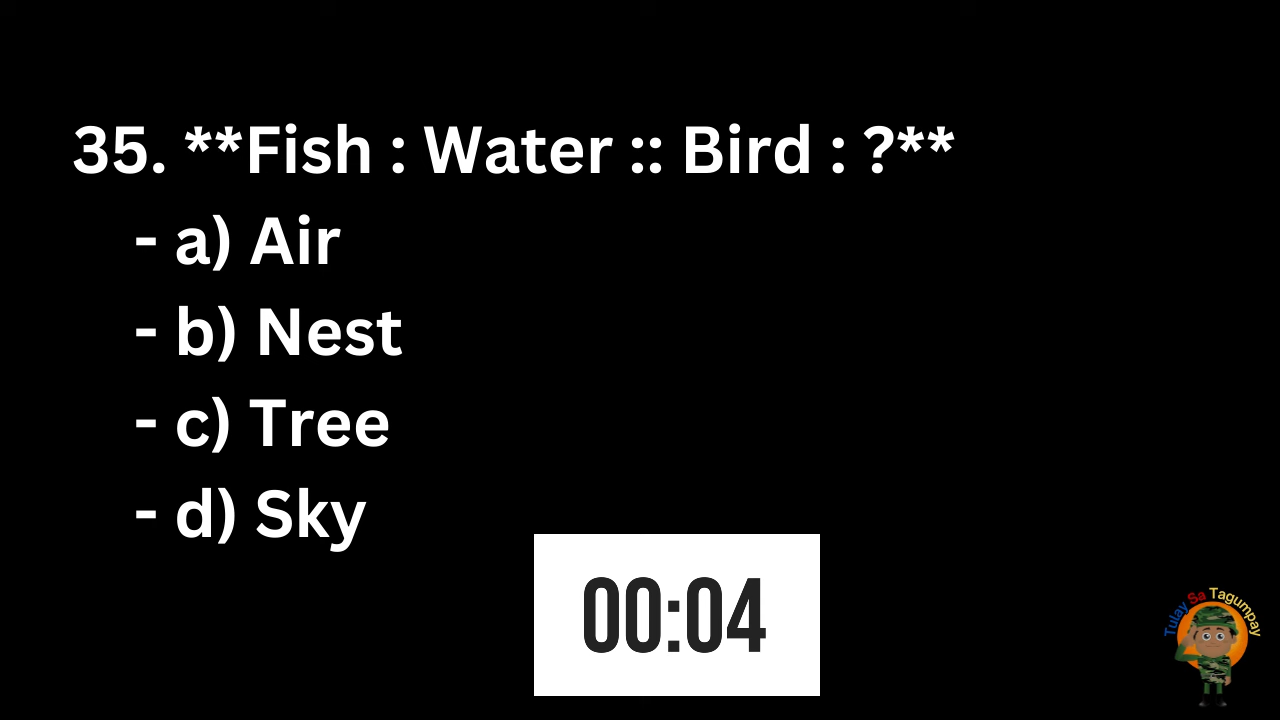 35. **Fish : Water :: Bird : ?**
- a) Air
- b) Nest
- c) Tree
- d) Sky
00:04
Tulay Sa Tagumpay